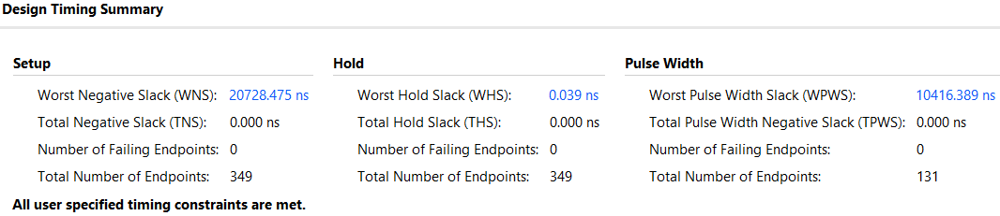 Design Timing Summary
Setup Hold Pulse Width
Worst Negative Slack (WNS): 20728.475 ns Worst Hold Slack (WHS): 0.039 ns Worst Pulse Width Slack (WPWS): 10416.389 ns
Total Negative Slack (TNS): 0.000 ns Total Hold Slack (THS): 0.000 ns Total Pulse Width Negative Slack (TPWS): 0.000 ns
Number of Failing Endpoints: 0 Number of Failing Endpoints: 0 Number of Failing Endpoints: 0
Total Number of Endpoints: 349 Total Number of Endpoints: 349 Total Number of Endpoints: 131
All user specified timing constraints are met.